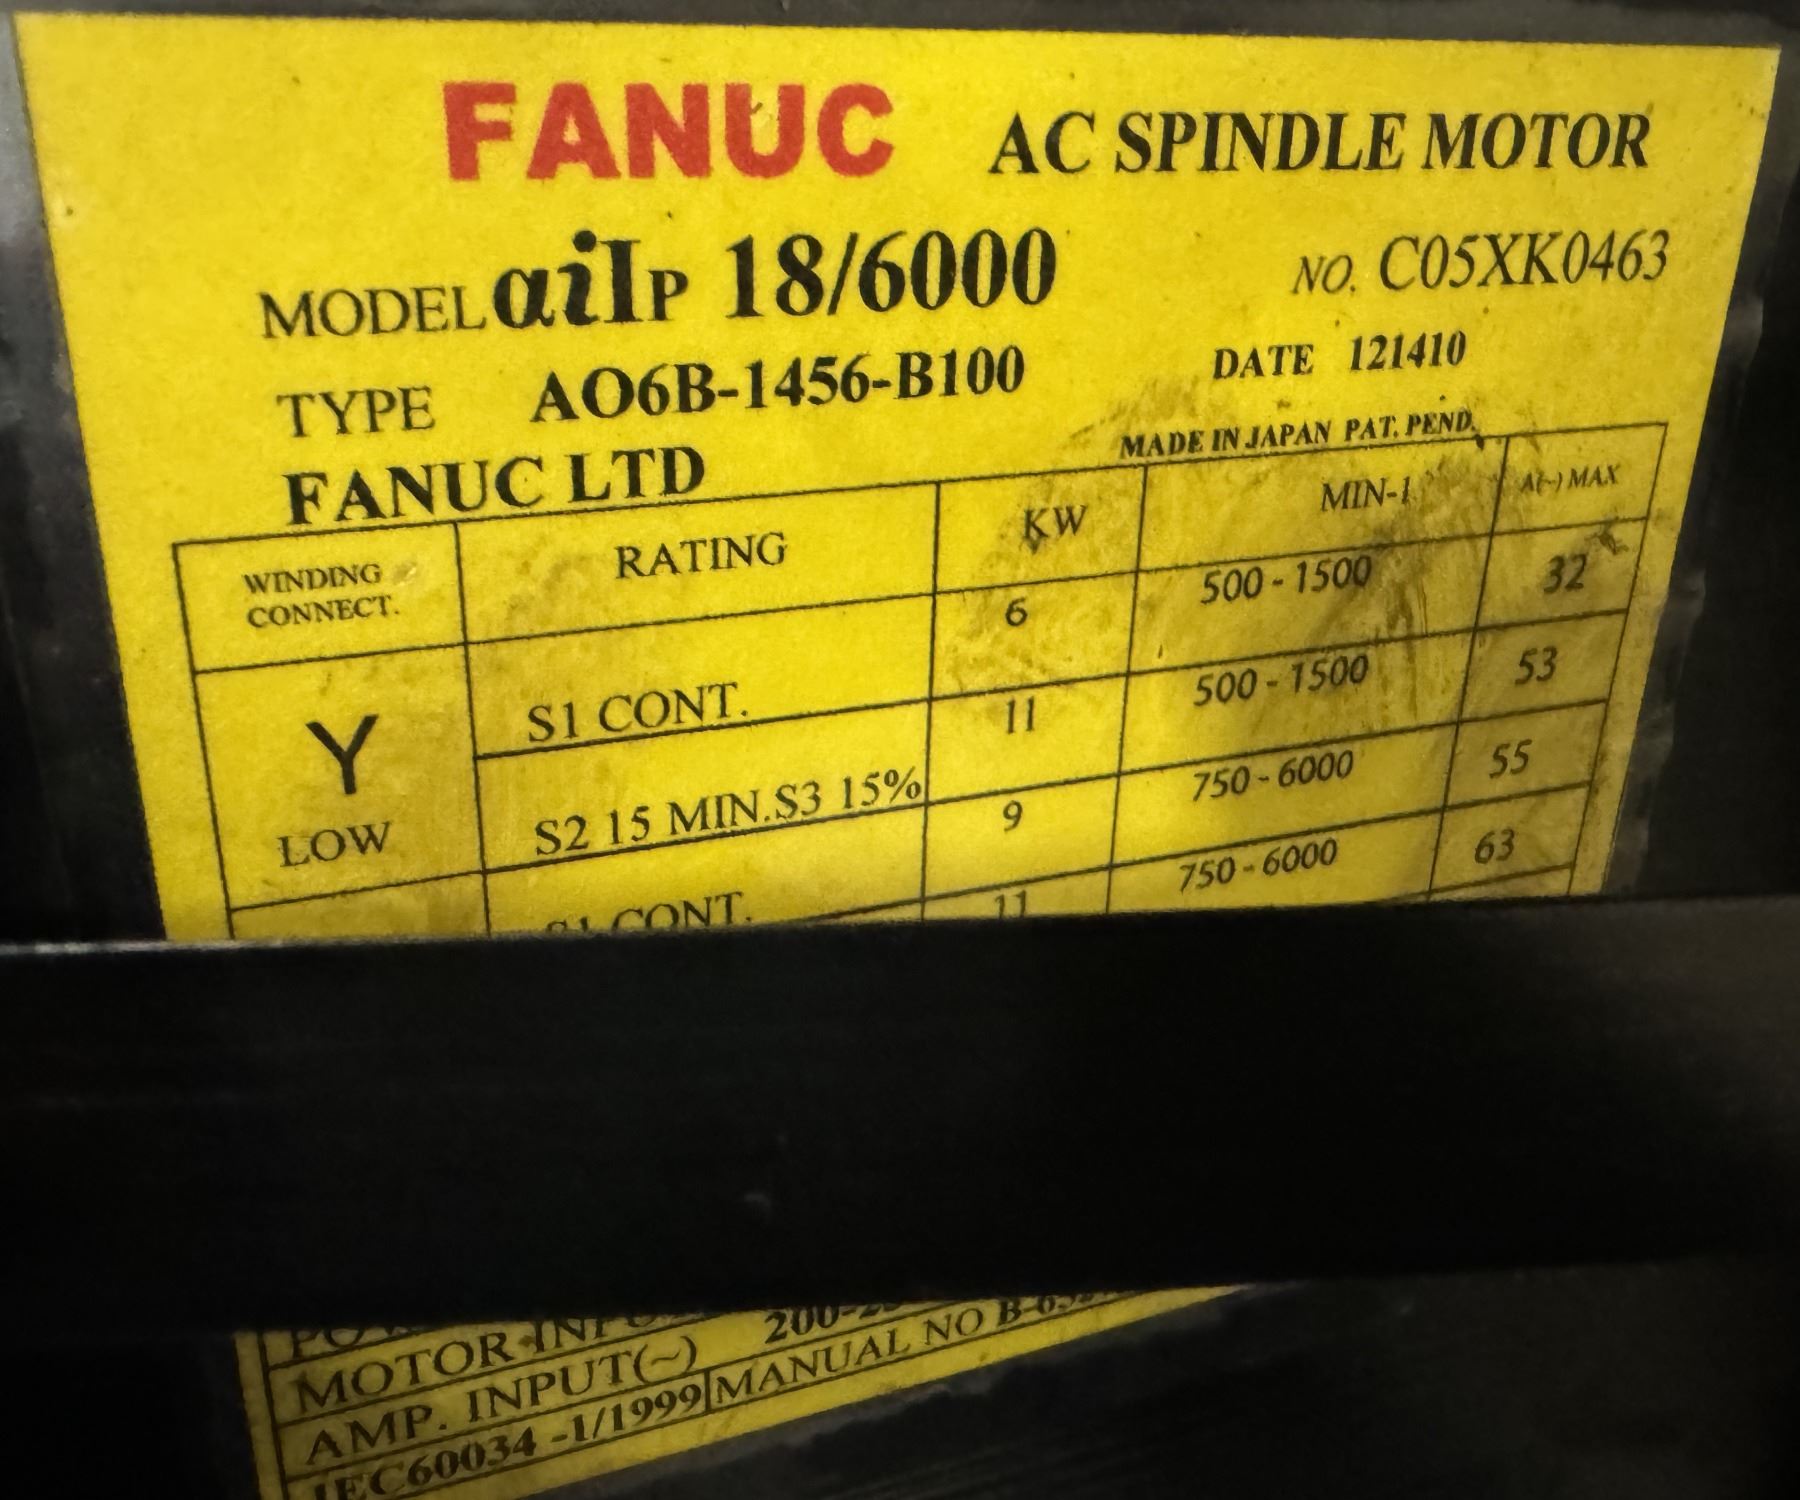 FANUC AC SPINDLE MOTOR
MODEL αiIP 18/6000 NO. C05XK0463
TYPE AO6B-1456-B100 DATE 121410
FANUC LTD MADE IN JAPAN PAT. PEND.
WINDING CONNECT. RATING KW MIN-1 A(~) MAX
Y LOW S1 CONT. 6 500 - 1500 32
S2 15 MIN.S3 15% 11 500 - 1500 53
S1 CONT. 9 750 - 6000 55
11 750 - 6000 63
MOTOR
AMP. INPUT(~) 200-
IEC60034 -1/1999 MANUAL NO